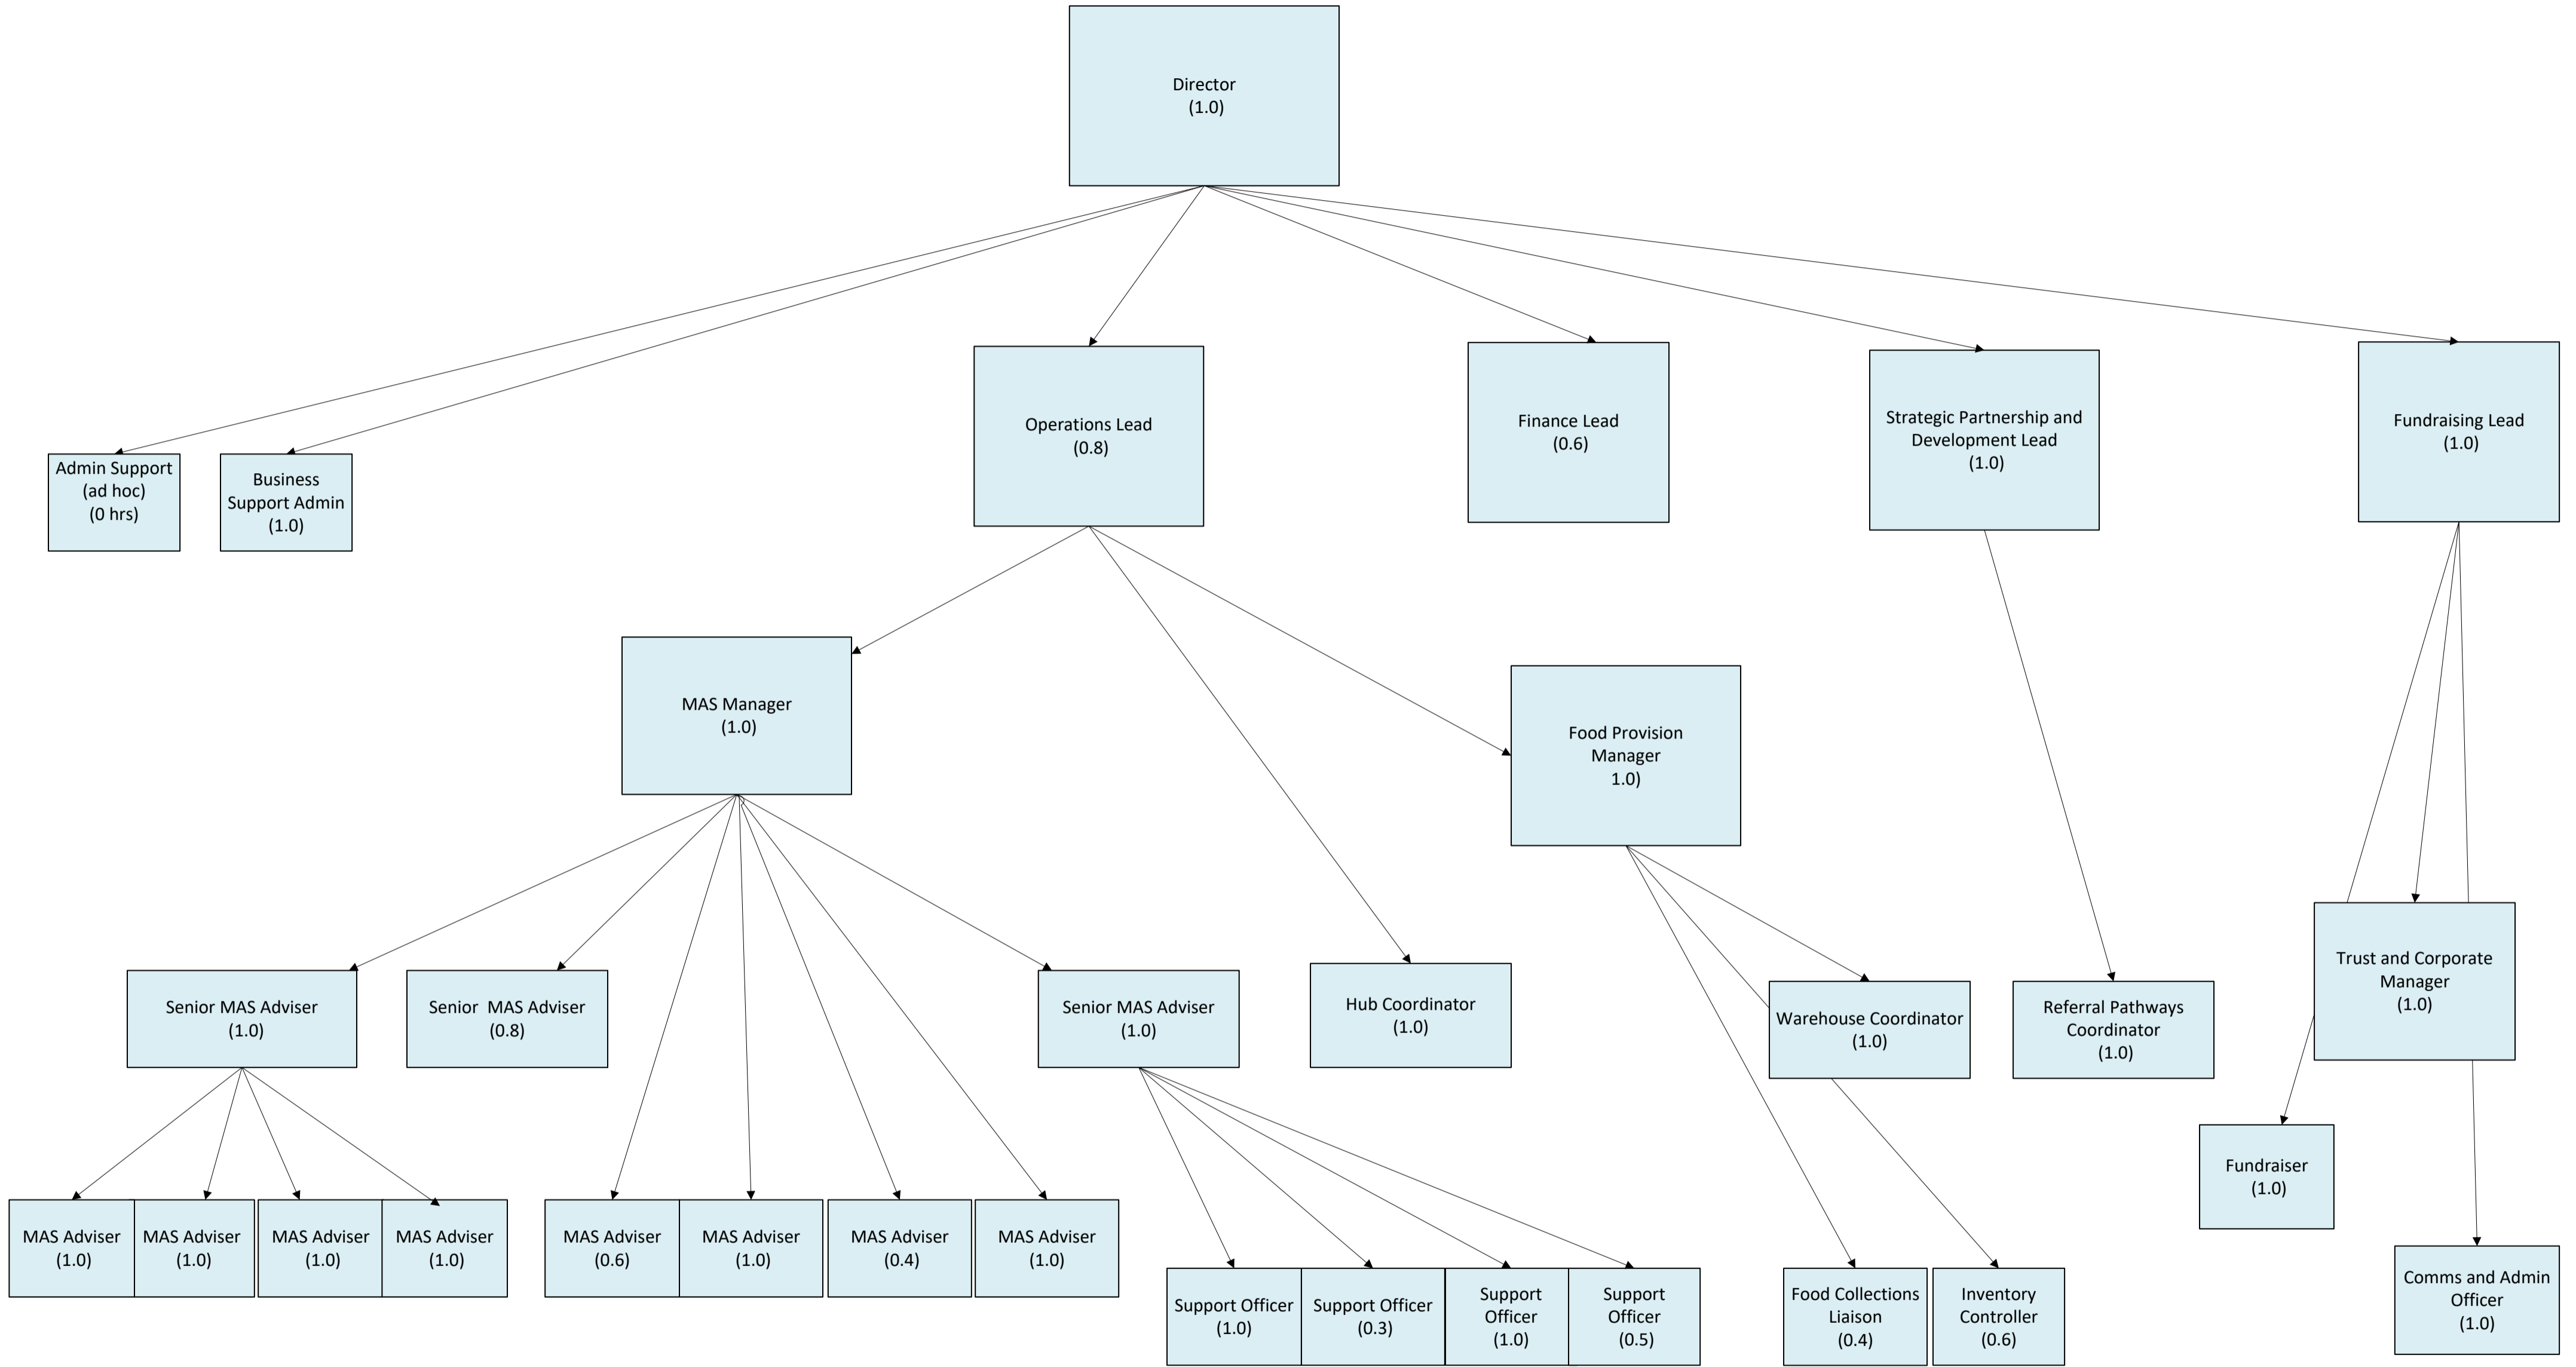 Director
(1.0)
Admin Support
(ad hoc)
(0 hrs)
Business
Support Admin
(1.0)
Operations Lead
(0.8)
Finance Lead
(0.6)
Strategic Partnership and
Development Lead
(1.0)
Fundraising Lead
(1.0)
MAS Manager
(1.0)
Food Provision
Manager
1.0)
Senior MAS Adviser
(1.0)
Senior  MAS Adviser
(0.8)
Senior MAS Adviser
(1.0)
Hub Coordinator
(1.0)
Warehouse Coordinator
(1.0)
Referral Pathways
Coordinator
(1.0)
Trust and Corporate
Manager
(1.0)
Fundraiser
(1.0)
MAS Adviser
(1.0)
MAS Adviser
(1.0)
MAS Adviser
(1.0)
MAS Adviser
(1.0)
MAS Adviser
(0.6)
MAS Adviser
(1.0)
MAS Adviser
(0.4)
MAS Adviser
(1.0)
Support Officer
(1.0)
Support Officer
(0.3)
Support
Officer
(1.0)
Support
Officer
(0.5)
Food Collections
Liaison
(0.4)
Inventory
Controller
(0.6)
Comms and Admin
Officer
(1.0)